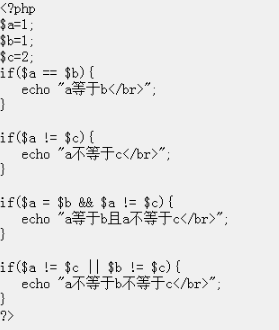 <?php
$a=1;
$b=1;
$c=2;
if($a == $b){
echo "a等于b</br>";
}
if($a != $c){
echo "a不等于c</br>";
}
if($a = $b && $a != $c){
echo "a等于b且a不等于c</br>";
}
if($a != $c || $b != $c){
echo "a不等于b不等于c</br>";
}
?>